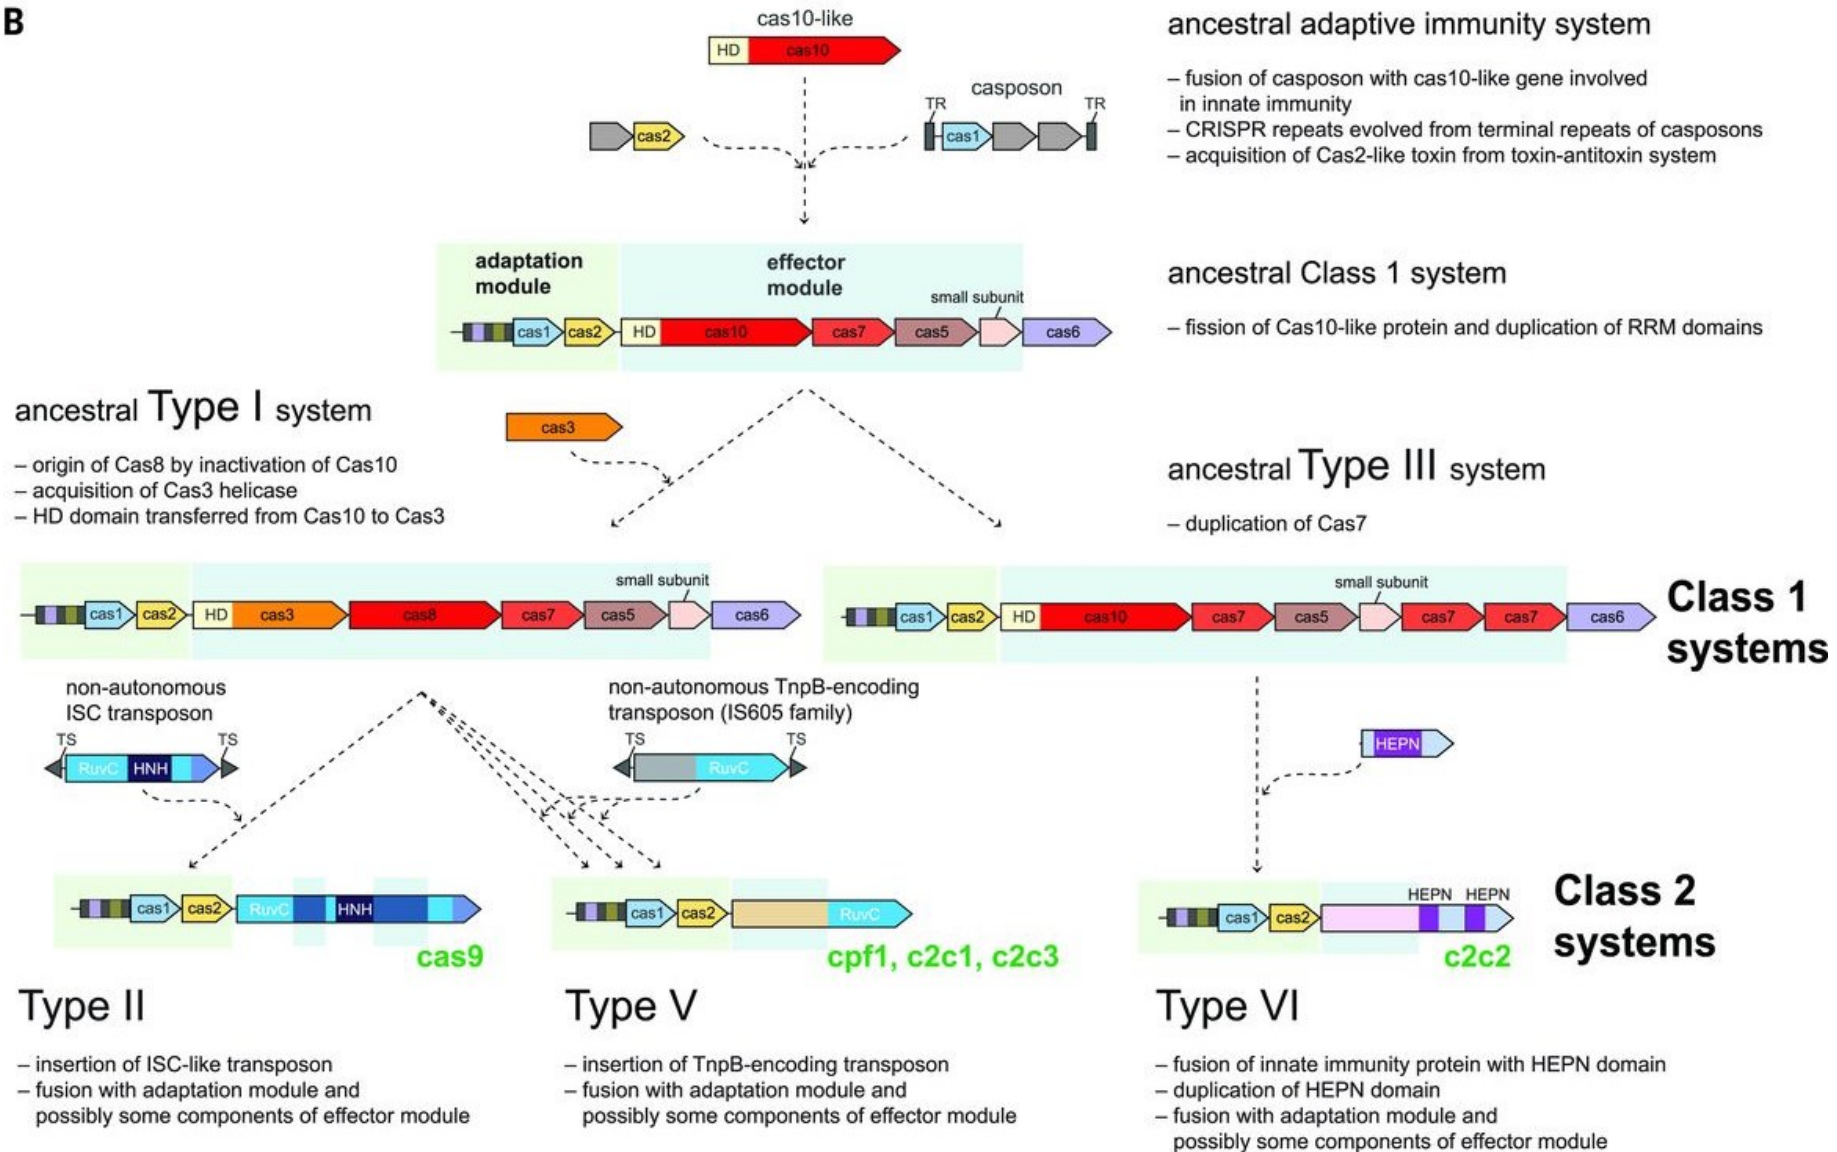 B
cas10-like
HD cas10
ancestral adaptive immunity system
– fusion of casposon with cas10-like gene involved
in innate immunity
– CRISPR repeats evolved from terminal repeats of casposons
– acquisition of Cas2-like toxin from toxin-antitoxin system
casposon
TR TR
cas2
cas1
adaptation
module
effector
module
small subunit
cas1 cas2 HD cas10 cas7 cas5 cas6
ancestral Class 1 system
– fission of Cas10-like protein and duplication of RRM domains
ancestral Type I system
– origin of Cas8 by inactivation of Cas10
– acquisition of Cas3 helicase
– HD domain transferred from Cas10 to Cas3
cas3
ancestral Type III system
– duplication of Cas7
small subunit
cas1 cas2 HD cas3 cas8 cas7 cas5 cas6
small subunit
cas1 cas2 HD cas10 cas7 cas5 cas7 cas7 cas6
Class 1
systems
non-autonomous
ISC transposon
TS TS
RuvC HNH
non-autonomous TnpB-encoding
transposon (IS605 family)
TS TS
RuvC
HEPN
cas1 cas2 RuvC HNH
cas9
cas1 cas2 RuvC
cpf1, c2c1, c2c3
HEPN HEPN
cas1 cas2
c2c2
Class 2
systems
Type II
– insertion of ISC-like transposon
– fusion with adaptation module and
possibly some components of effector module
Type V
– insertion of TnpB-encoding transposon
– fusion with adaptation module and
possibly some components of effector module
Type VI
– fusion of innate immunity protein with HEPN domain
– duplication of HEPN domain
– fusion with adaptation module and
possibly some components of effector module